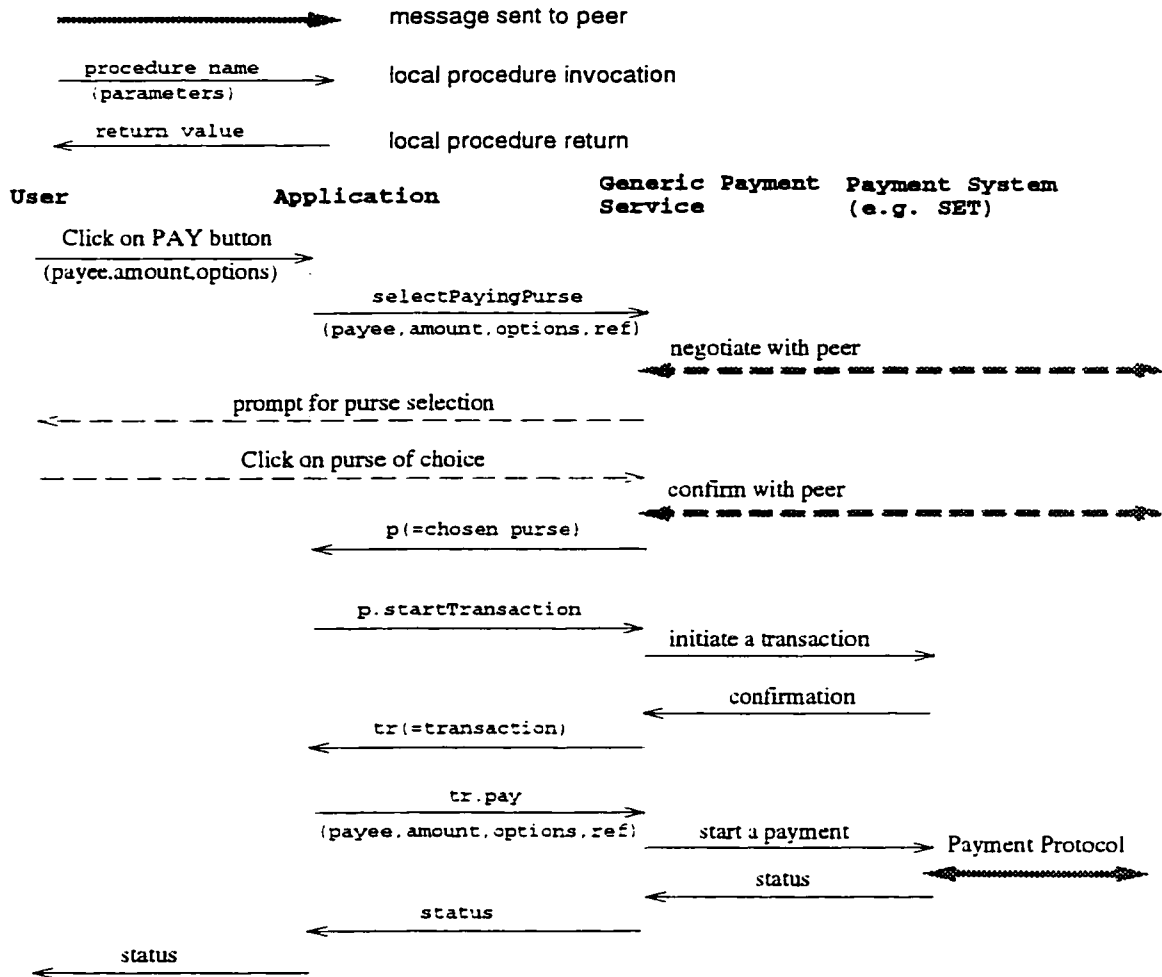 message sent to peer
procedure name
(parameters)
local procedure invocation
return value
local procedure return
User
Application
Generic Payment
Service
Payment System
(e.g. SET)
Click on PAY button
(payee,amount,options)
selectPayingPurse
(payee,amount,options,ref)
negotiate with peer
prompt for purse selection
Click on purse of choice
confirm with peer
p(=chosen purse)
p.startTransaction
initiate a transaction
confirmation
tr(=transaction)
tr.pay
(payee,amount,options,ref)
start a payment
Payment Protocol
status
status
status